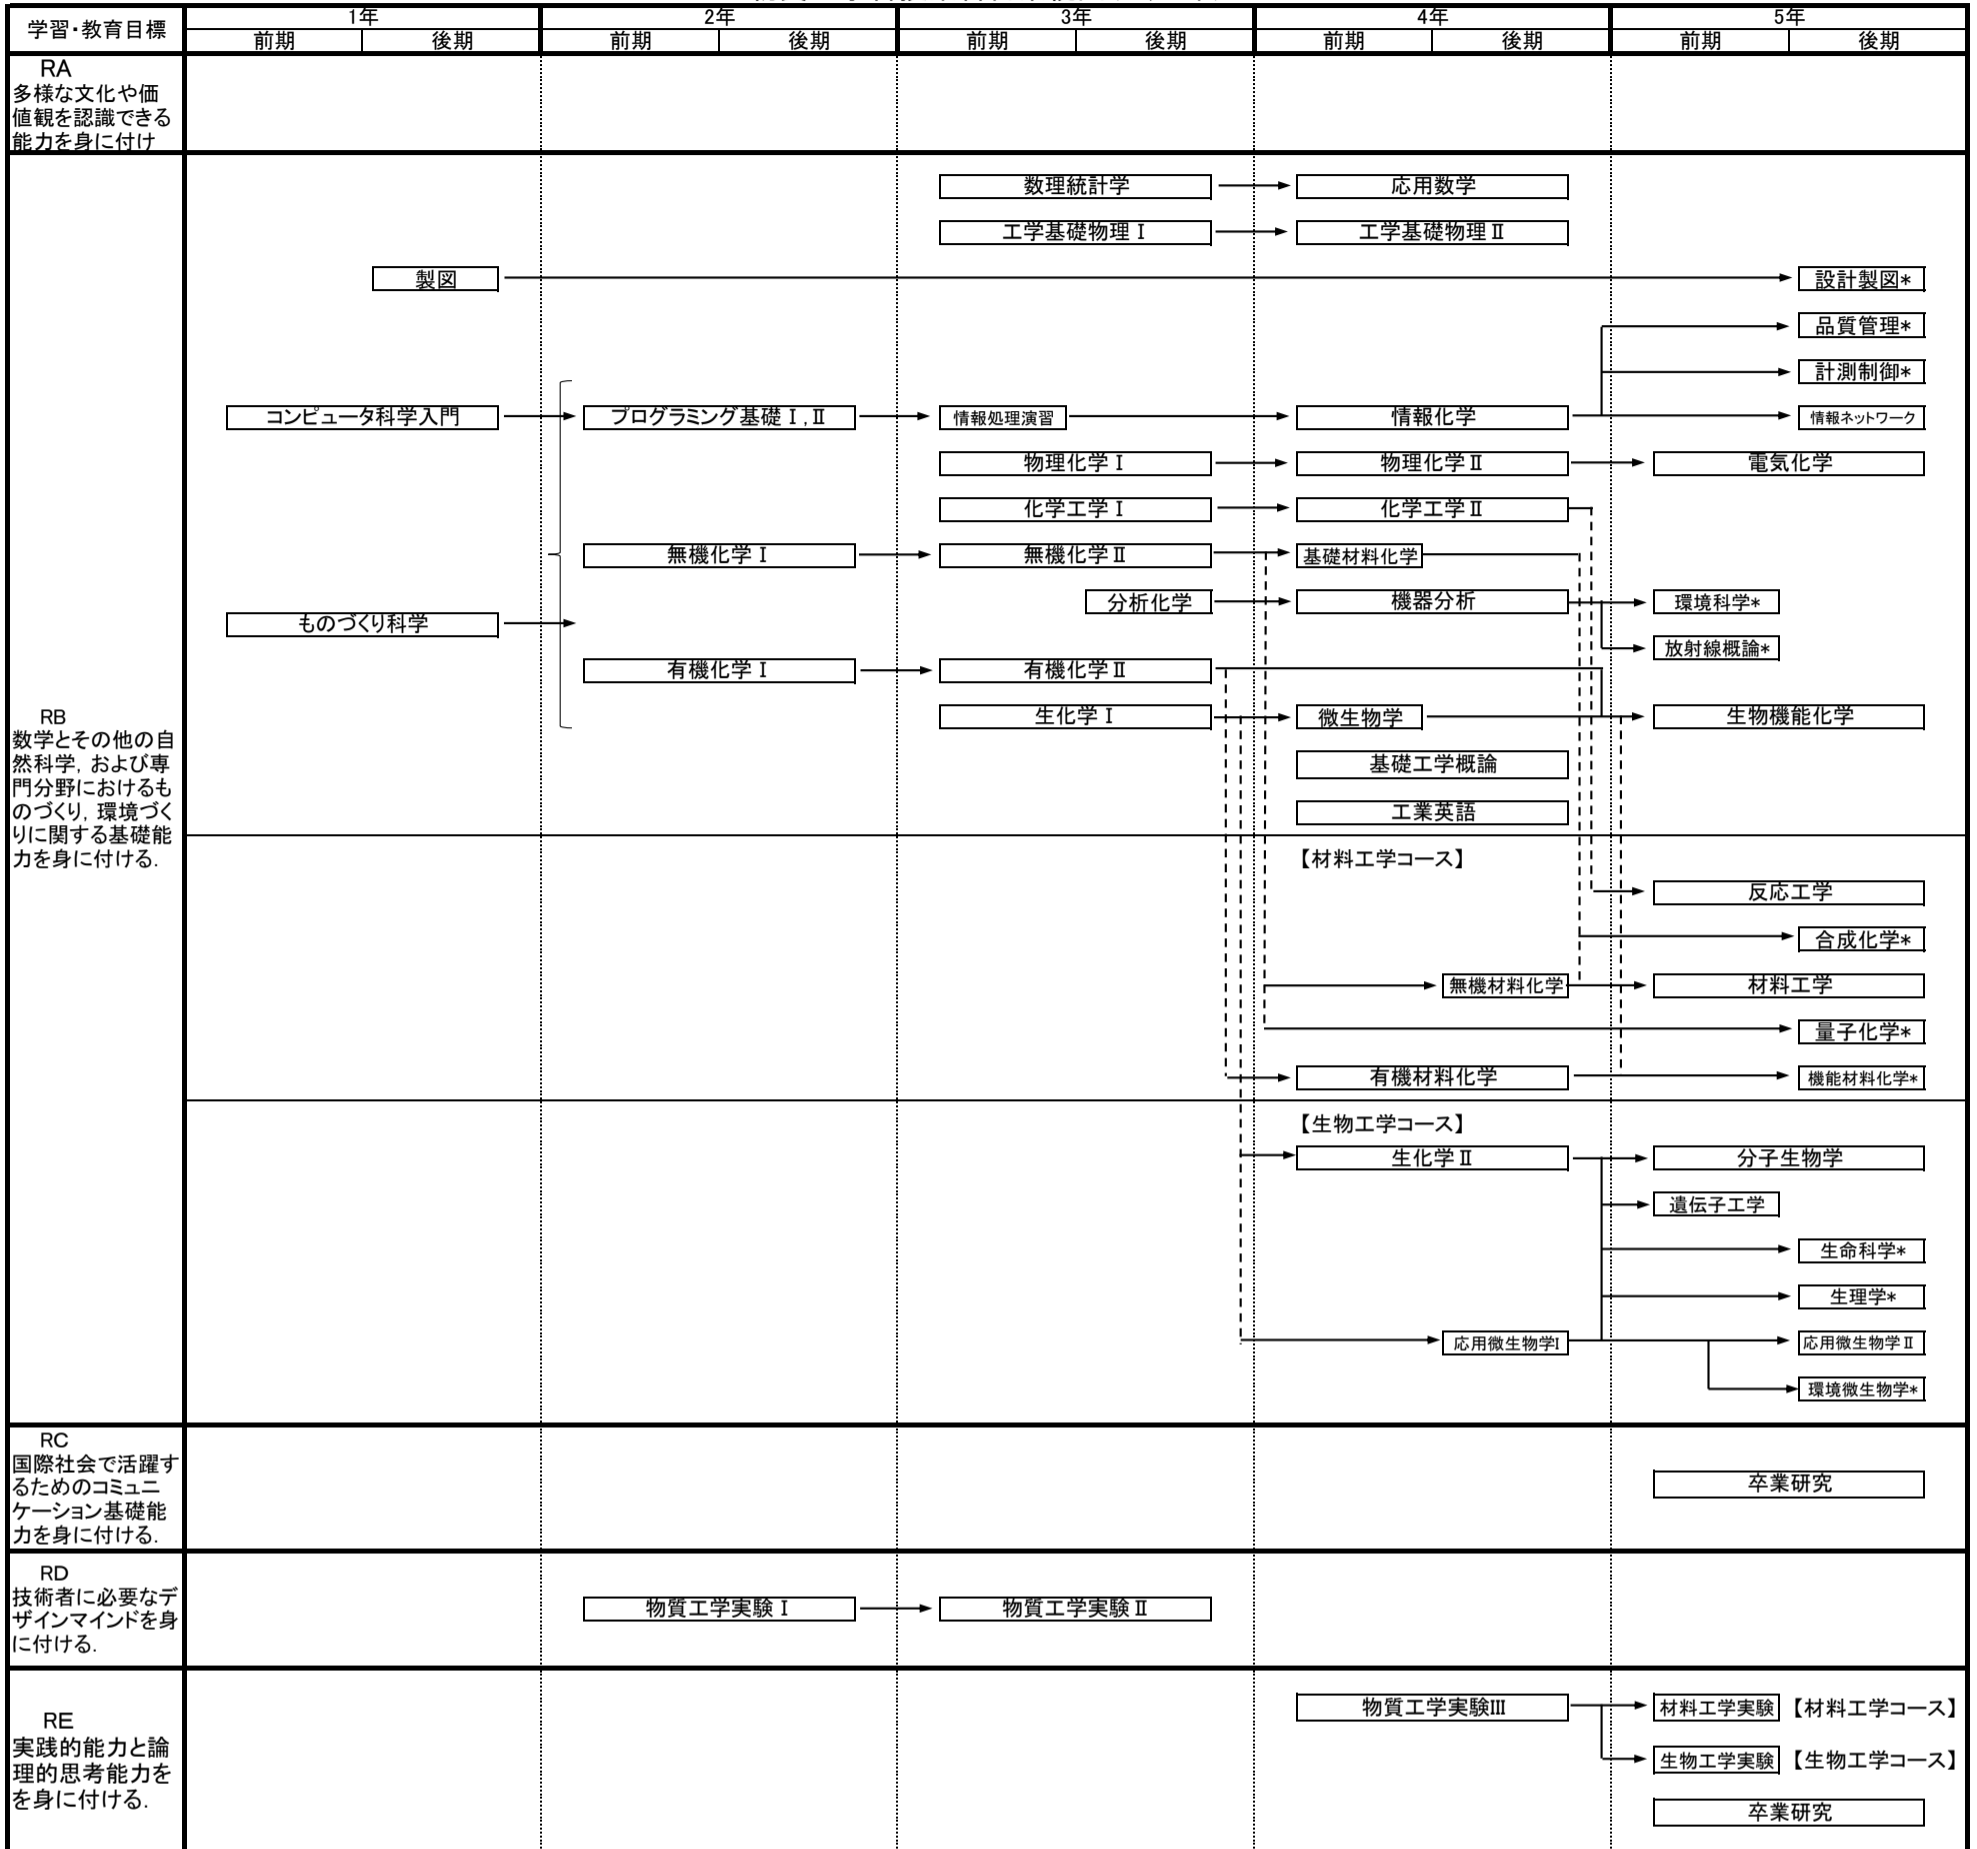 学習・教育目標
1年 2年 3年 4年 5年
前期 後期 前期 後期 前期 後期 前期 後期 前期 後期
RA
多様な文化や価
値観を認識できる
能力を身に付け
数理統計学 応用数学
工学基礎物理Ⅰ 工学基礎物理Ⅱ
製図 設計製図*
品質管理*
計測制御*
コンピュータ科学入門 プログラミング基礎Ⅰ,Ⅱ 情報処理演習 情報化学 情報ネットワーク
物理化学Ⅰ 物理化学Ⅱ 電気化学
化学工学Ⅰ 化学工学Ⅱ
無機化学Ⅰ 無機化学Ⅱ 基礎材料化学
分析化学 機器分析 環境科学*
ものづくり科学
放射線概論*
有機化学Ⅰ 有機化学Ⅱ
生化学Ⅰ 微生物学 生物機能化学
基礎工学概論
工業英語
RB
数学とその他の自
然科学, および専
門分野におけるも
のづくり, 環境づく
りに関する基礎能
力を身に付ける.
【材料工学コース】
反応工学
合成化学*
無機材料化学 材料工学
量子化学*
有機材料化学 機能材料化学*
【生物工学コース】
生化学Ⅱ 分子生物学
遺伝子工学
生命科学*
生理学*
応用微生物学Ⅰ 応用微生物学Ⅱ
環境微生物学*
RC
国際社会で活躍す
るためのコミュニ
ケーション基礎能
力を身に付ける.
卒業研究
RD
技術者に必要なデ
ザインマインドを身
に付ける.
物質工学実験Ⅰ 物質工学実験Ⅱ
RE
実践的能力と論
理的思考能力を
を身に付ける.
物質工学実験Ⅲ 材料工学実験 【材料工学コース】
生物工学実験 【生物工学コース】
卒業研究